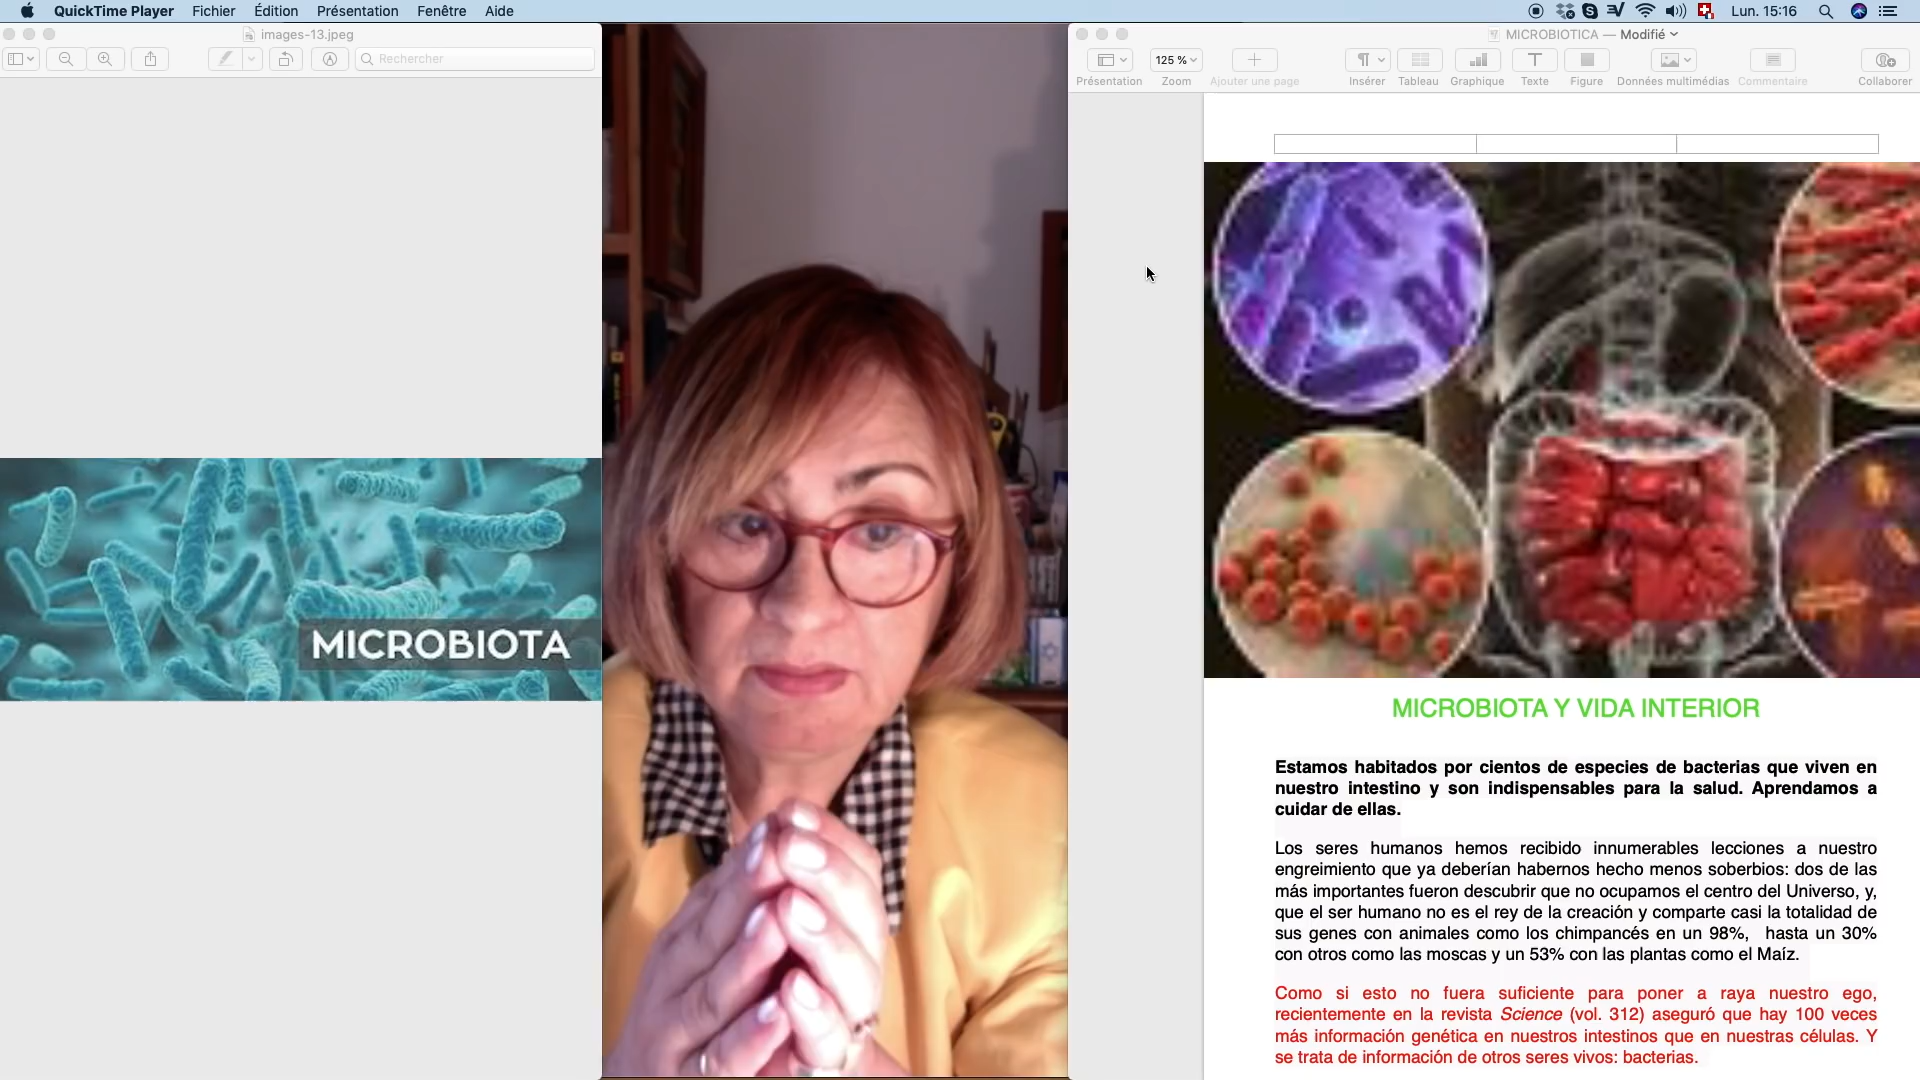 QuickTime Player Fichier Édition Présentation Fenêtre Aide Lun. 15:16
images-13.jpeg
Rechercher
MICROBIOTA
MICROBIOTICA — Modifié
125 %
Présentation Zoom Ajouter une page Insérer Tableau Graphique Texte Figure Données multimédias Commentaire Collaborer
MICROBIOTA Y VIDA INTERIOR
Estamos habitados por cientos de especies de bacterias que viven en
nuestro intestino y son indispensables para la salud. Aprendamos a
cuidar de ellas.
Los seres humanos hemos recibido innumerables lecciones a nuestro
engreimiento que ya deberían habernos hecho menos soberbios: dos de las
más importantes fueron descubrir que no ocupamos el centro del Universo, y,
que el ser humano no es el rey de la creación y comparte casi la totalidad de
sus genes con animales como los chimpancés en un 98%, hasta un 30%
con otros como las moscas y un 53% con las plantas como el Maíz.
Como si esto no fuera suficiente para poner a raya nuestro ego,
recientemente en la revista Science (vol. 312) aseguró que hay 100 veces
más información genética en nuestros intestinos que en nuestras células. Y
se trata de información de otros seres vivos: bacterias.